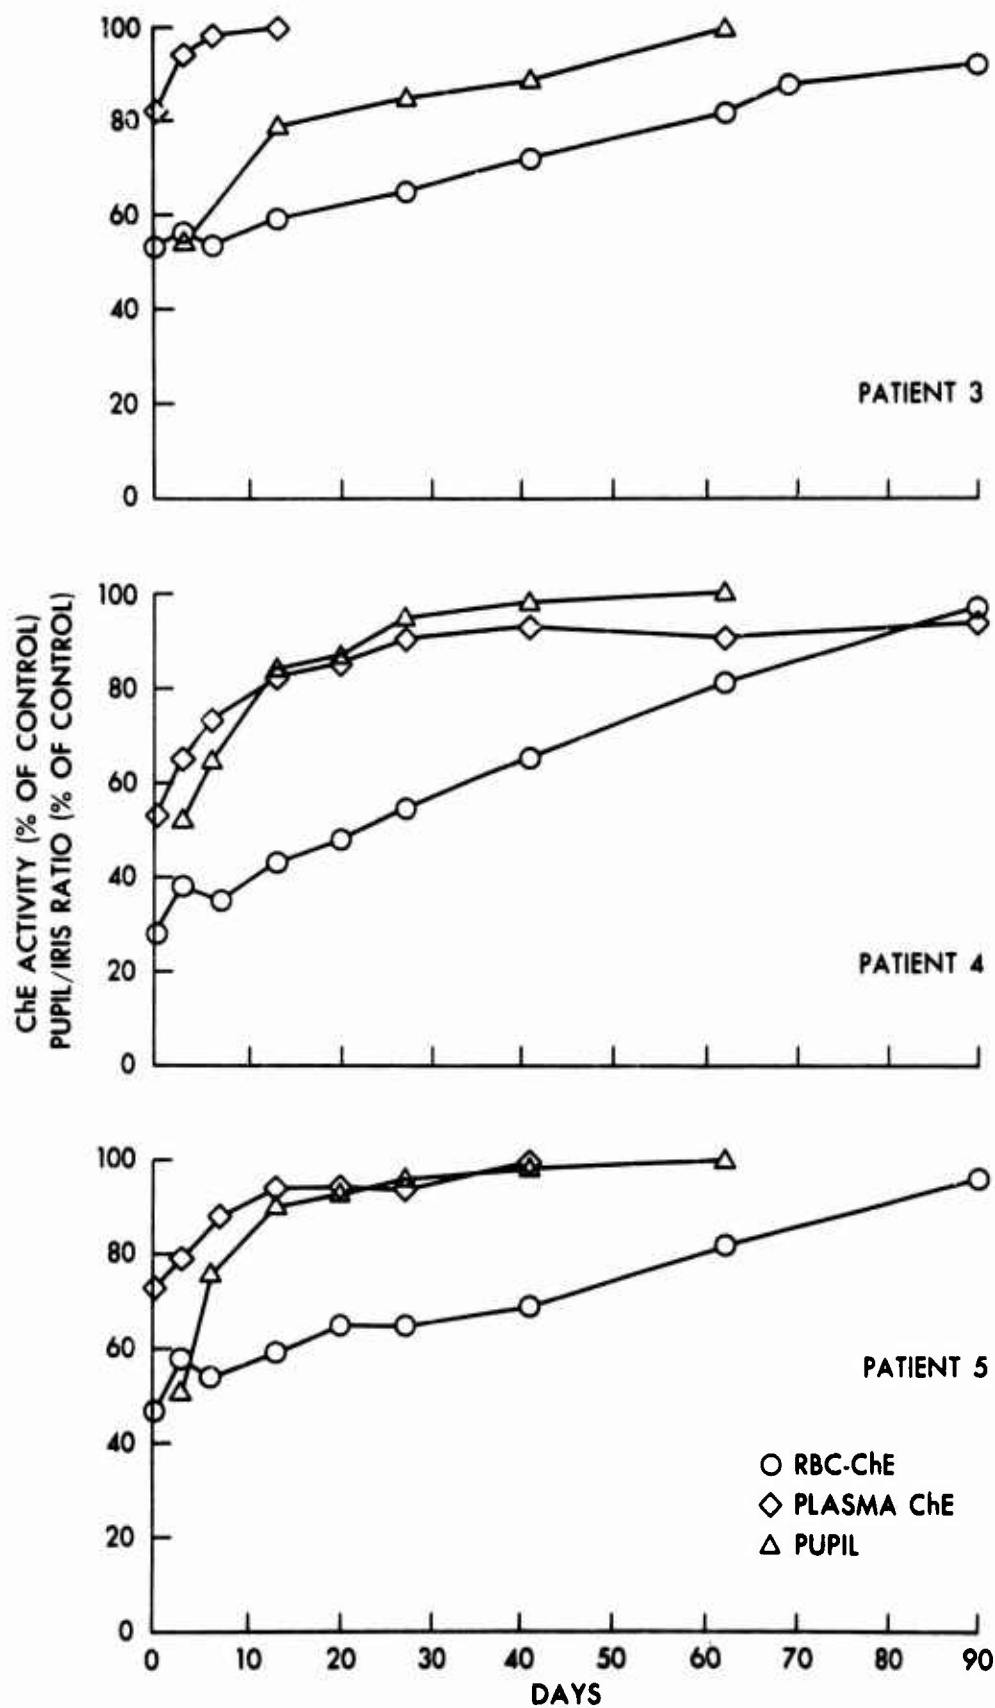 100
80
60
40
20
0
PATIENT 3
ChE ACTIVITY (% OF CONTROL)
PUPIL/IRIS RATIO (% OF CONTROL)
100
80
60
40
20
0
PATIENT 4
100
80
60
40
20
0
PATIENT 5
RBC-ChE
PLASMA ChE
PUPIL
0 10 20 30 40 50 60 70 80 90
DAYS